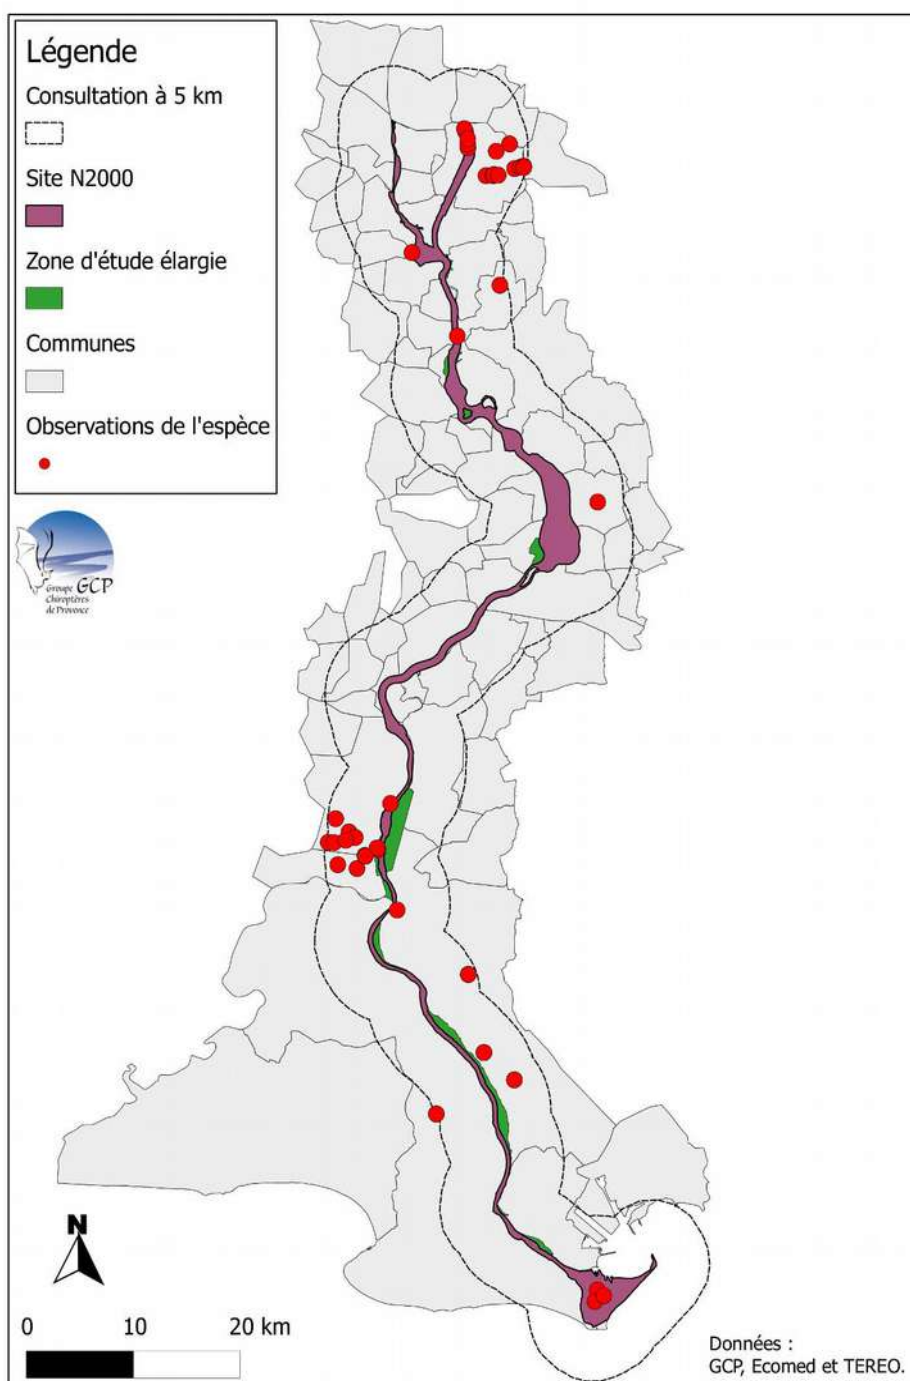 Légende
Consultation à 5 km
Site N2000
Zone d'étude élargie
Communes
Observations de l'espèce
Groupe GCP
Chiroptères
de Provence
N
0 10 20 km
Données :
GCP, Ecomed et TEREO.